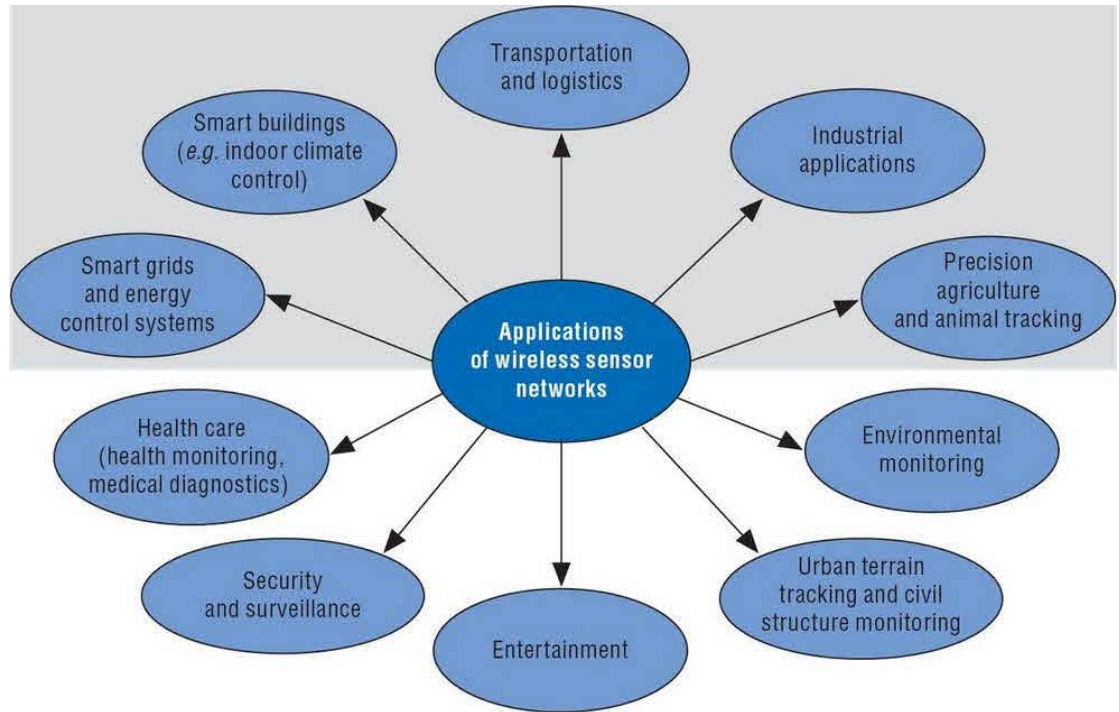 Transportation
and logistics
Smart buildings
(e.g. indoor climate
control)
Industrial
applications
Smart grids
and energy
control systems
Precision
agriculture
and animal tracking
Applications
of wireless sensor
networks
Health care
(health monitoring,
medical diagnostics)
Environmental
monitoring
Security
and surveillance
Urban terrain
tracking and civil
structure monitoring
Entertainment